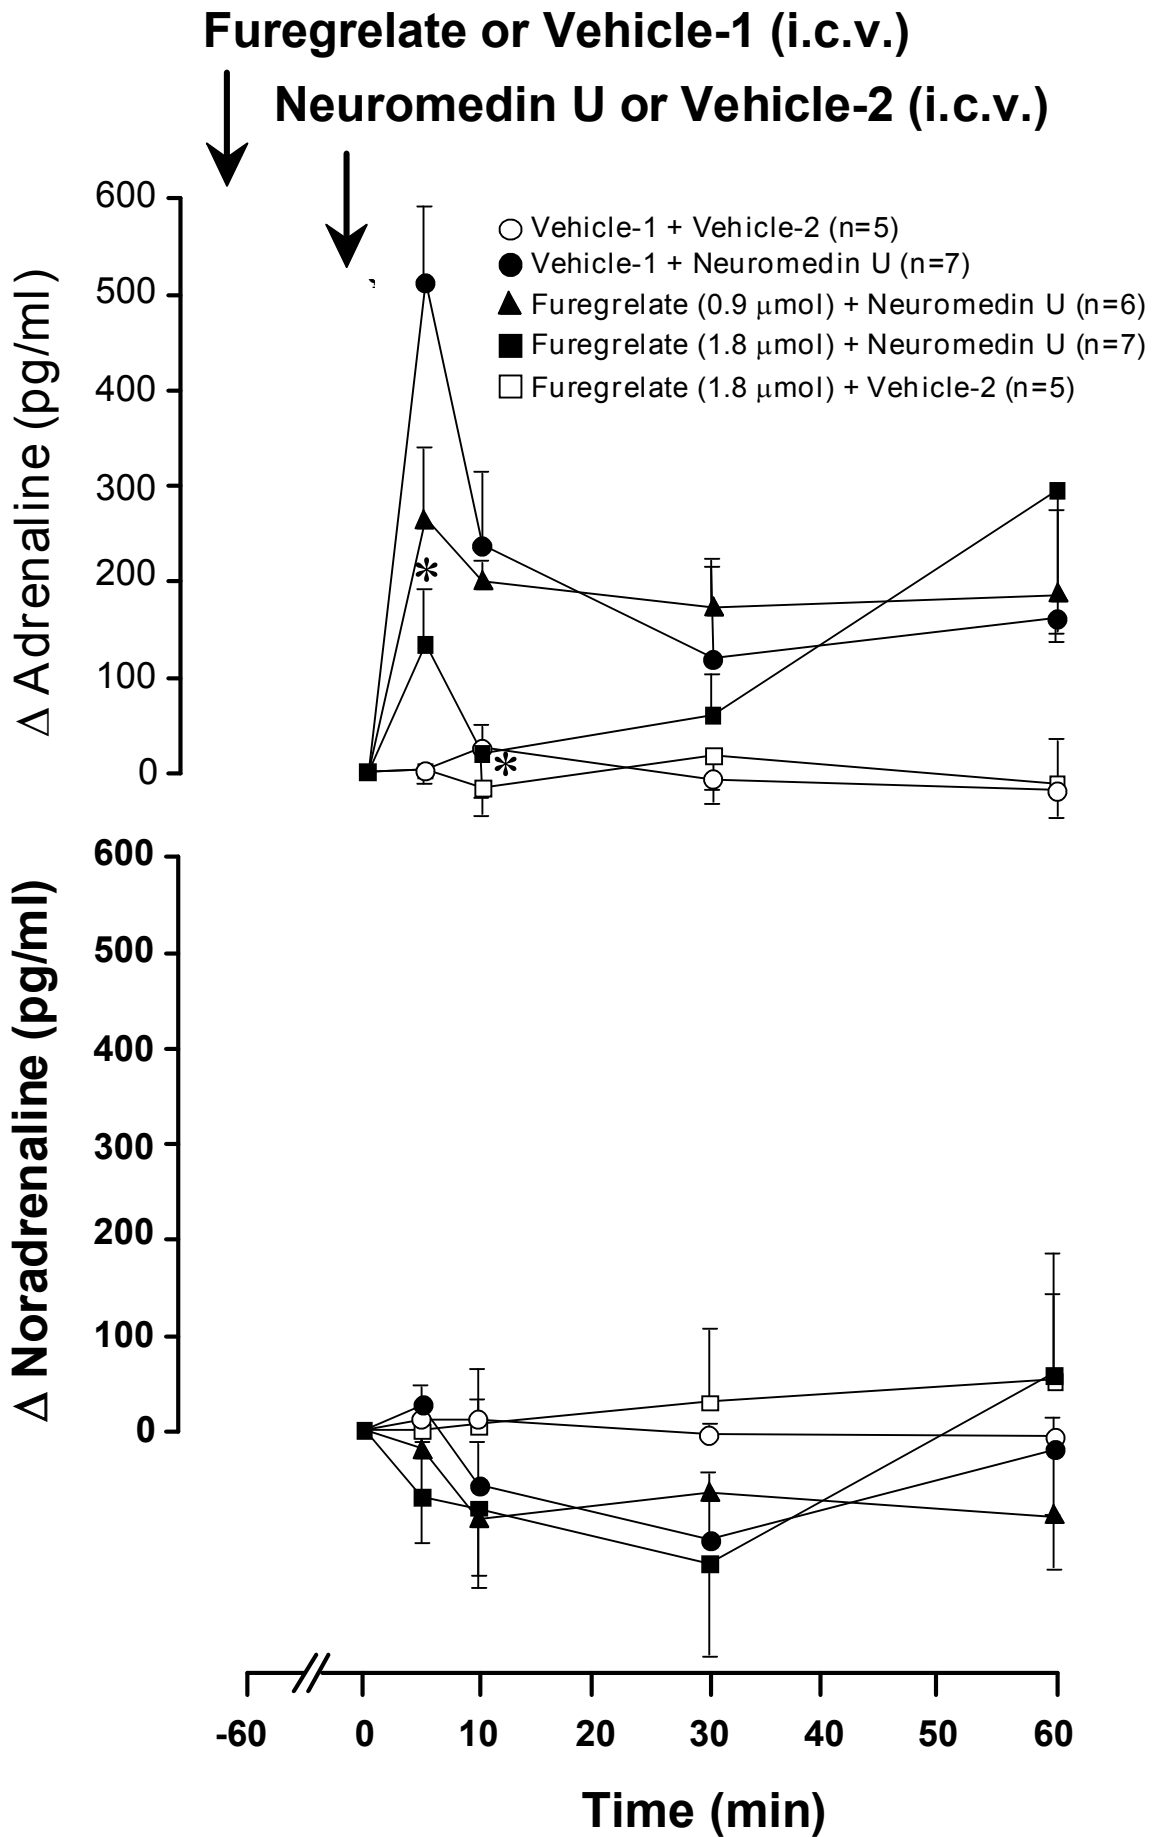 Furegrelate or Vehicle-1 (i.c.v.)
Neuromedin U or Vehicle-2 (i.c.v.)
Δ Adrenaline (pg/ml)
600
500
400
300
200
100
0
Vehicle-1 + Vehicle-2 (n=5)
Vehicle-1 + Neuromedin U (n=7)
Furegrelate (0.9 μmol) + Neuromedin U (n=6)
Furegrelate (1.8 μmol) + Neuromedin U (n=7)
Furegrelate (1.8 μmol) + Vehicle-2 (n=5)
*
*
Δ Noradrenaline (pg/ml)
600
500
400
300
200
100
0
-60 0 10 20 30 40 50 60
Time (min)